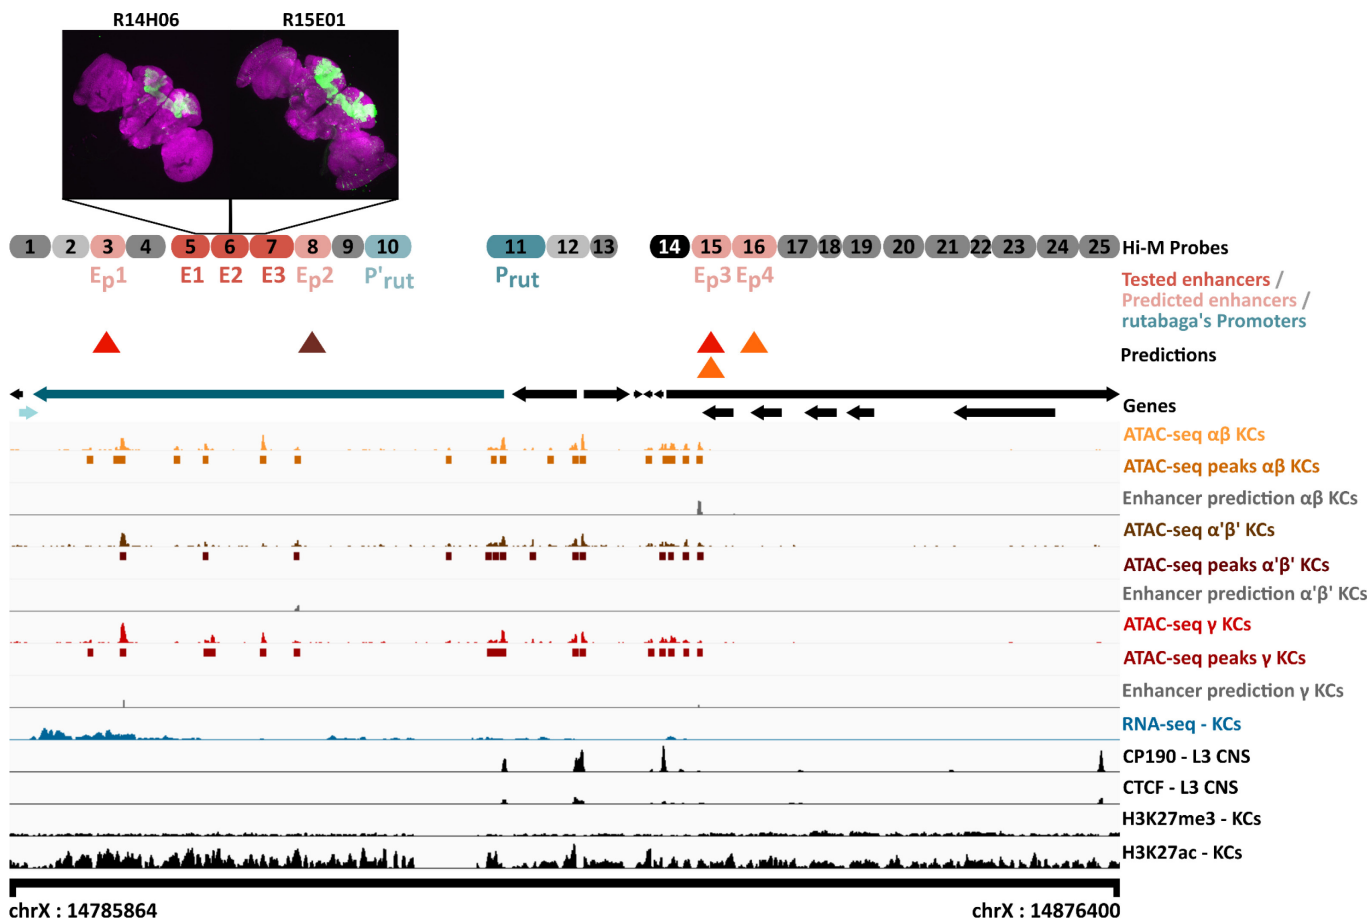 R14H06 R15E01
1 2 3 4 5 6 7 8 9 10 11 12 13 14 15 16 17 18 19 20 21 22 23 24 25 Hi-M Probes
Ep1 E1 E2 E3 Ep2 P'rut Prut Ep3 Ep4
Tested enhancers /
Predicted enhancers /
rutabaga's Promoters
Predictions
Genes
ATAC-seq αβ KCs
ATAC-seq peaks αβ KCs
Enhancer prediction αβ KCs
ATAC-seq α'β' KCs
ATAC-seq peaks α'β' KCs
Enhancer prediction α'β' KCs
ATAC-seq γ KCs
ATAC-seq peaks γ KCs
Enhancer prediction γ KCs
RNA-seq - KCs
CP190 - L3 CNS
CTCF - L3 CNS
H3K27me3 - KCs
H3K27ac - KCs
chrX : 14785864 chrX : 14876400